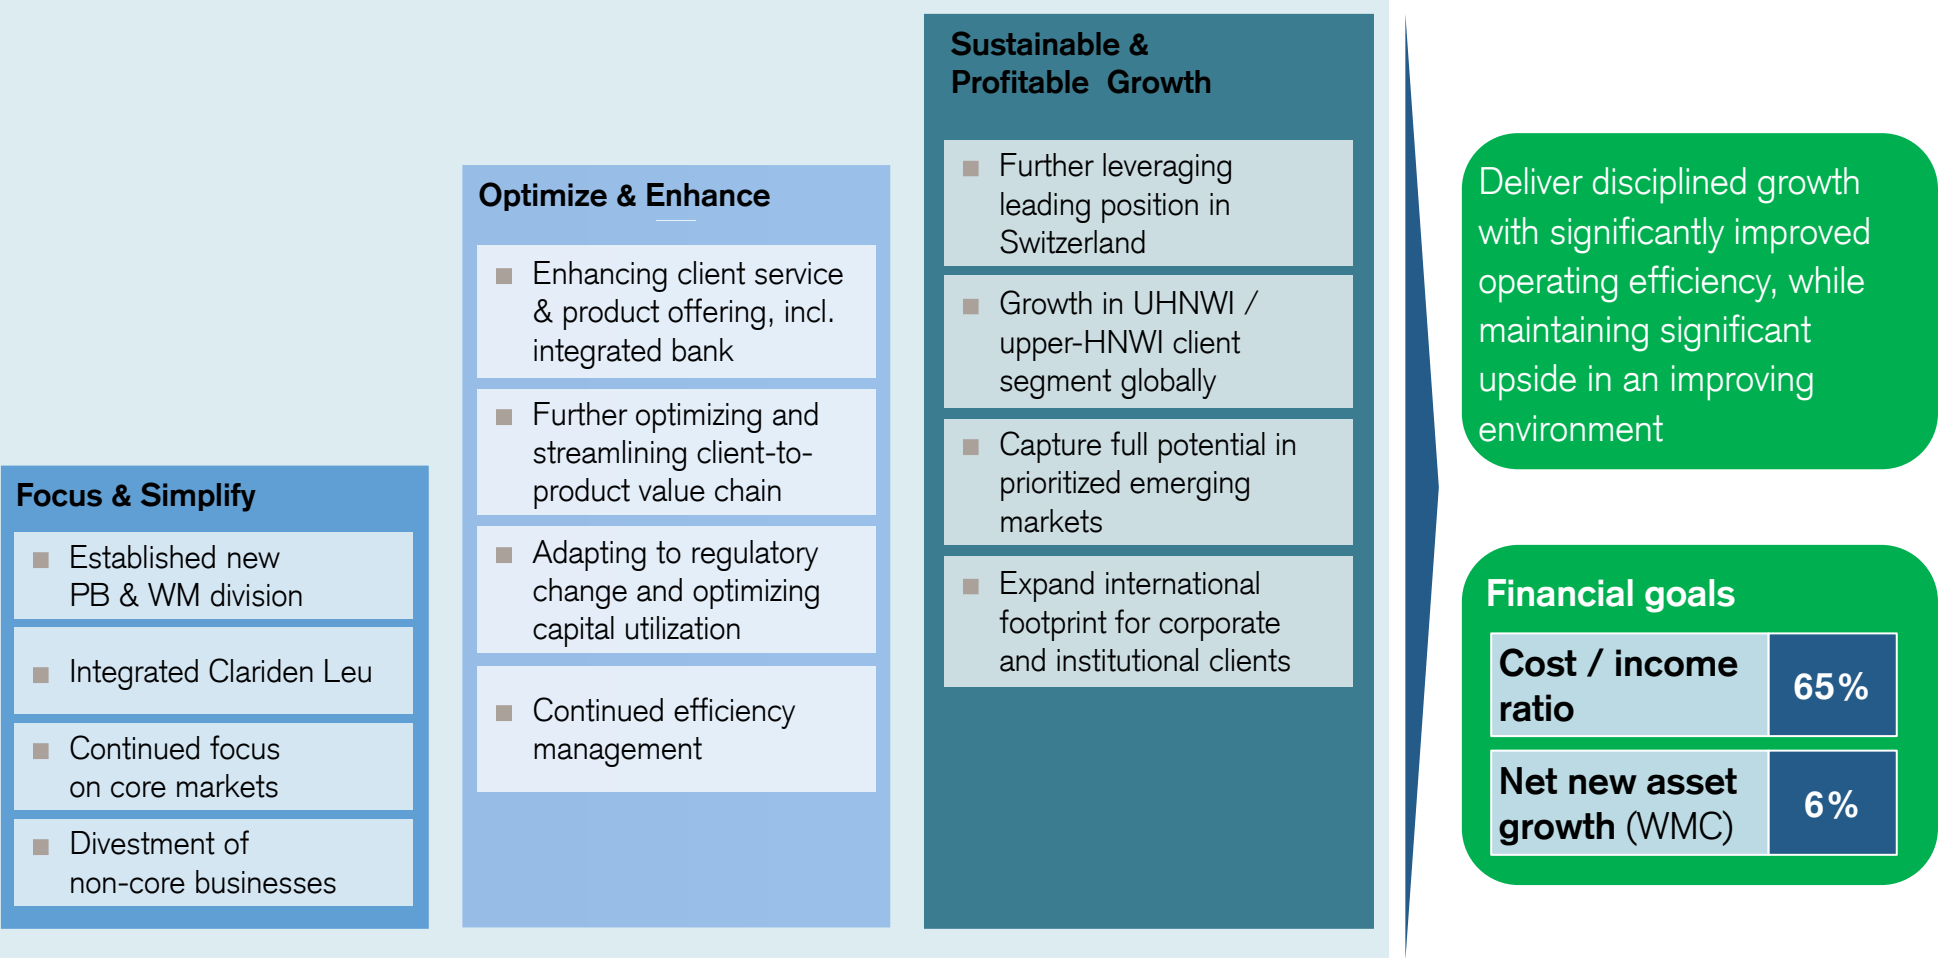 Focus & Simplify
Established new
PB & WM division
Integrated Clariden Leu
Continued focus
on core markets
Divestment of
non-core businesses
Optimize & Enhance
Enhancing client service
& product offering, incl.
integrated bank
Further optimizing and
streamlining client-to-
product value chain
Adapting to regulatory
change and optimizing
capital utilization
Continued efficiency
management
Sustainable &
Profitable Growth
Further leveraging
leading position in
Switzerland
Growth in UHNWI /
upper-HNWI client
segment globally
Capture full potential in
prioritized emerging
markets
Expand international
footprint for corporate
and institutional clients
Deliver disciplined growth
with significantly improved
operating efficiency, while
maintaining significant
upside in an improving
environment
Financial goals
Cost / income
ratio
65%
Net new asset
growth (WMC)
6%